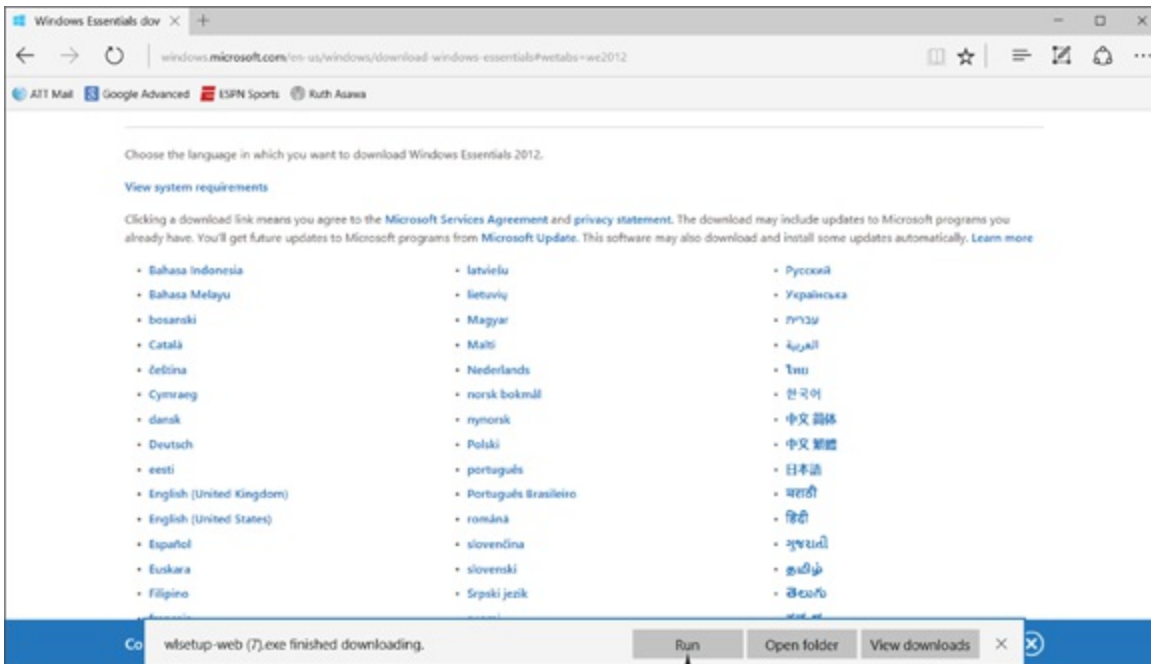 Windows Essentials dov
windows.microsoft.com/en-us/windows/download-windows-essentials#wetabs=we2012
ATT Mail
Google Advanced
ESPN Sports
Ruth Asawa
Choose the language in which you want to download Windows Essentials 2012.
View system requirements
Clicking a download link means you agree to the Microsoft Services Agreement and privacy statement. The download may include updates to Microsoft programs you
already have. You'll get future updates to Microsoft programs from Microsoft Update. This software may also download and install some updates automatically. Learn more
Bahasa Indonesia
Bahasa Melayu
bosanski
Català
čeština
Cymraeg
dansk
Deutsch
eesti
English (United Kingdom)
English (United States)
Español
Euskara
Filipino
latviešu
lietuvių
Magyar
Malti
Nederlands
norsk bokmål
nynorsk
Polski
português
Português Brasileiro
română
slovenčina
slovenski
Srpski jezik
Русский
Українська
עברית
العربية
ไทย
한국어
中文 简体
中文 繁體
日本語
मराठी
हिंदी
ગુજરાતી
தமிழ்
తెలుగు
Co
wlsetup-web (7).exe finished downloading.
Run
Open folder
View downloads